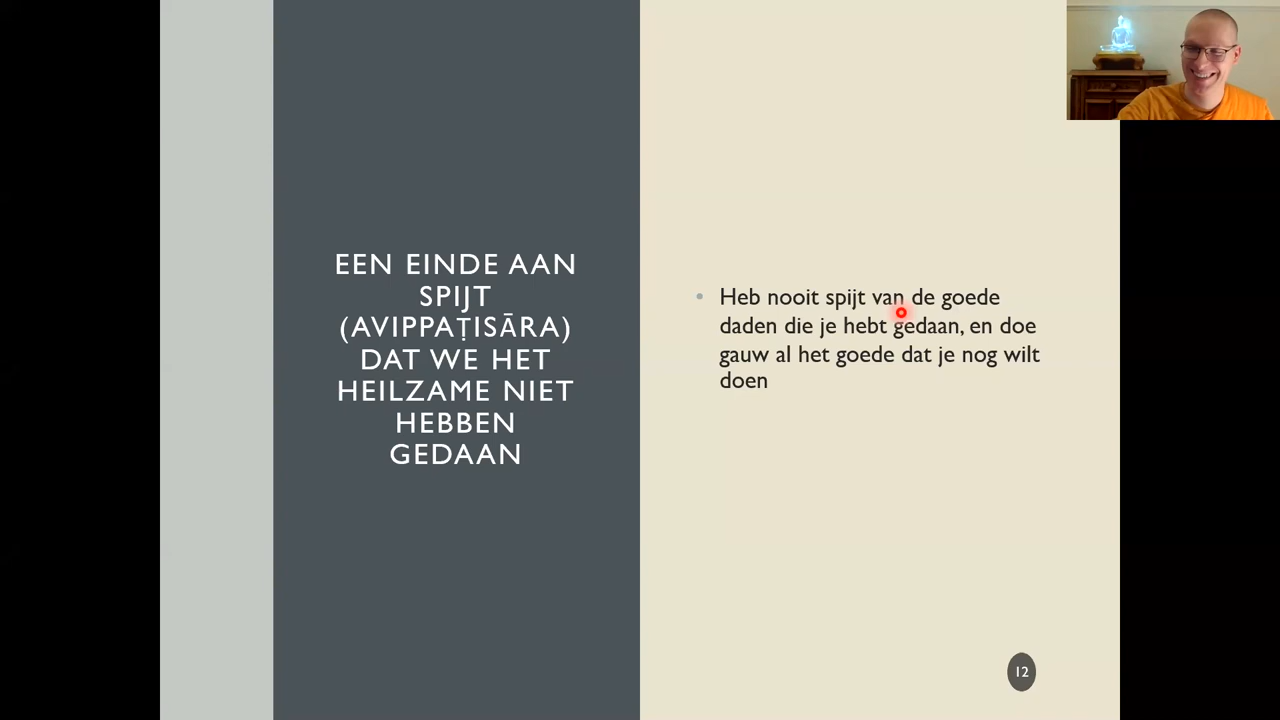 EEN EINDE AAN
SPIJT
(AVIPPAṬISĀRA)
DAT WE HET
HEILZAME NIET
HEBBEN
GEDAAN
• Heb nooit spijt van de goede
daden die je hebt gedaan, en doe
gauw al het goede dat je nog wilt
doen
12